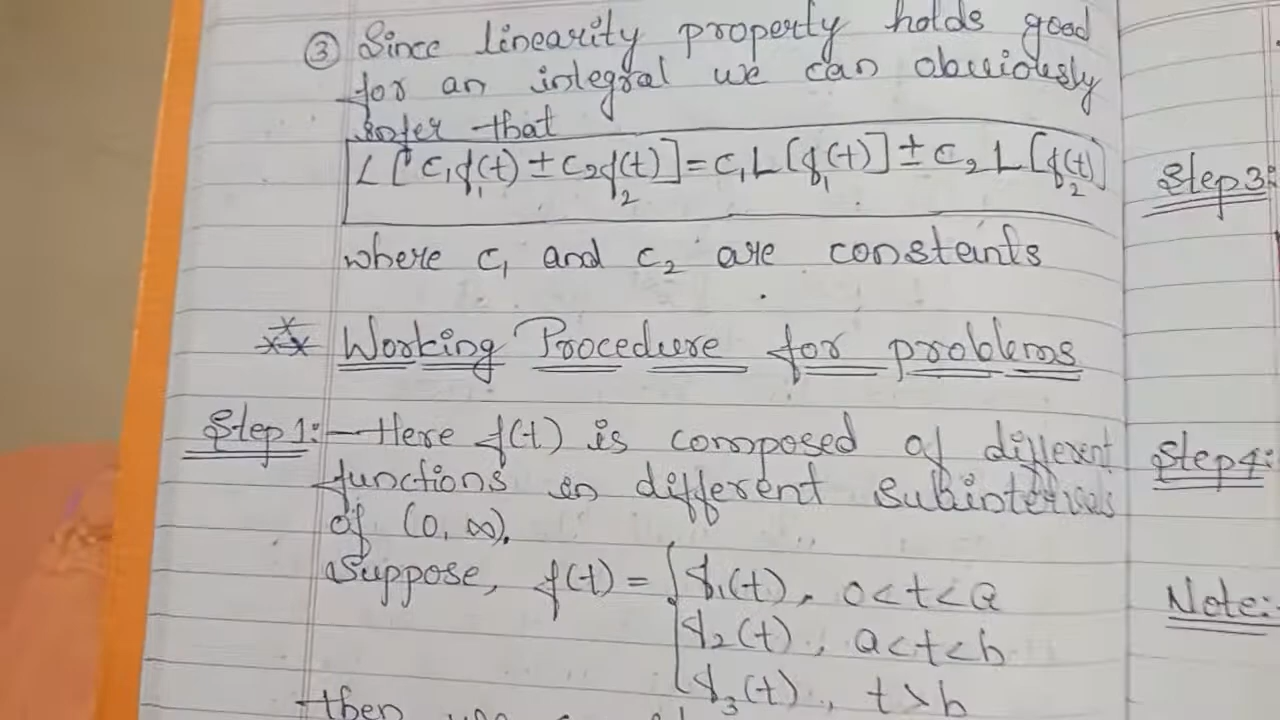 ③ Since linearity property holds good
for an integral we can obviously
infer that
L[c₁f₁(t) ± c₂f₂(t)] = c₁L[f₁(t)] ± c₂L[f₂(t)]
where c₁ and c₂ are constants
Working Procedure for problems
Step 1:- Here f(t) is composed of different
functions in different subintervals
of (0, ∞).
Suppose, f(t) = { f₁(t), 0<t<a
f₂(t), a<t<b
f₃(t), t>b
then
Step 3:
Step 4:
Note: